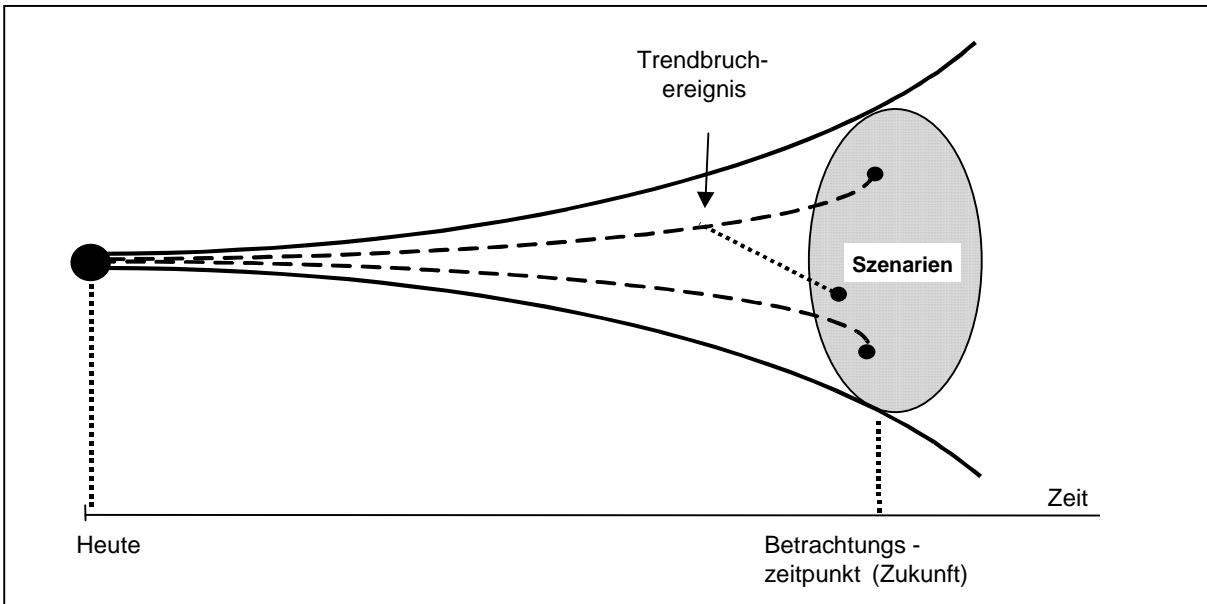 Trendbruch-
ereignis
Szenarien
Zeit
Heute
Betrachtungs -
zeitpunkt (Zukunft)